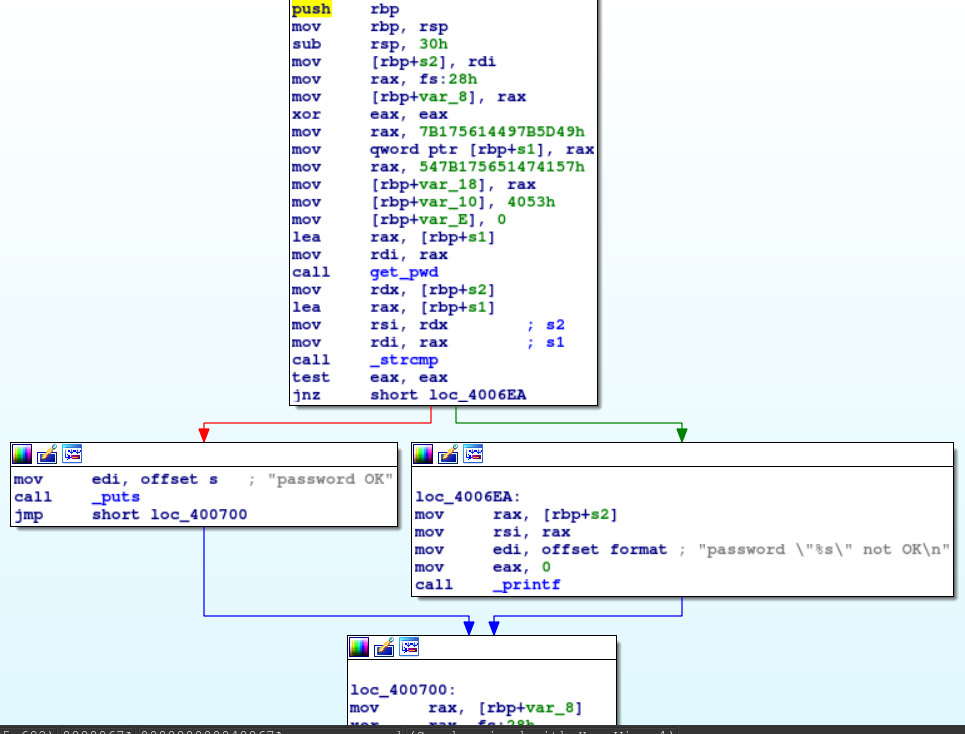 push rbp
mov rbp, rsp
sub rsp, 30h
mov [rbp+s2], rdi
mov rax, fs:28h
mov [rbp+var_8], rax
xor eax, eax
mov rax, 7B175614497B5D49h
mov qword ptr [rbp+s1], rax
mov rax, 547B175651474157h
mov [rbp+var_18], rax
mov [rbp+var_10], 4053h
mov [rbp+var_E], 0
lea rax, [rbp+s1]
mov rdi, rax
call get_pwd
mov rdx, [rbp+s2]
lea rax, [rbp+s1]
mov rsi, rdx ; s2
mov rdi, rax ; s1
call _strcmp
test eax, eax
jnz short loc_4006EA
mov edi, offset s ; "password OK"
call _puts
jmp short loc_400700
loc_4006EA:
mov rax, [rbp+s2]
mov rsi, rax
mov edi, offset format ; "password \"%s\" not OK\n"
mov eax, 0
call _printf
loc_400700:
mov rax, [rbp+var_8]
xor rax, fs:28h